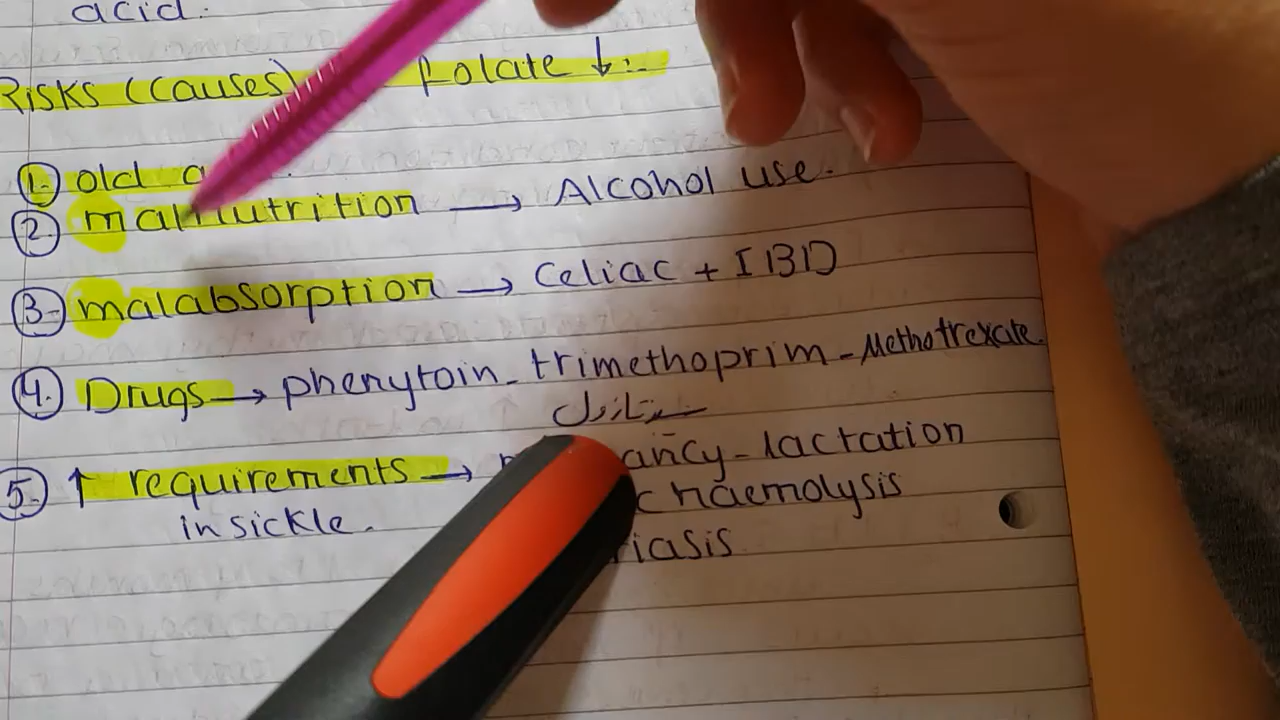 acid.
Risks (causes) folate ↓:-
1. old a
2. malnutrition → Alcohol use.
3- malabsorption → Celiac + IBD
4. Drugs → phenytoin - trimethoprim - Methotrexate
5. ↑ requirements → ancy - lactation
in sickle. c haemolysis
iasis